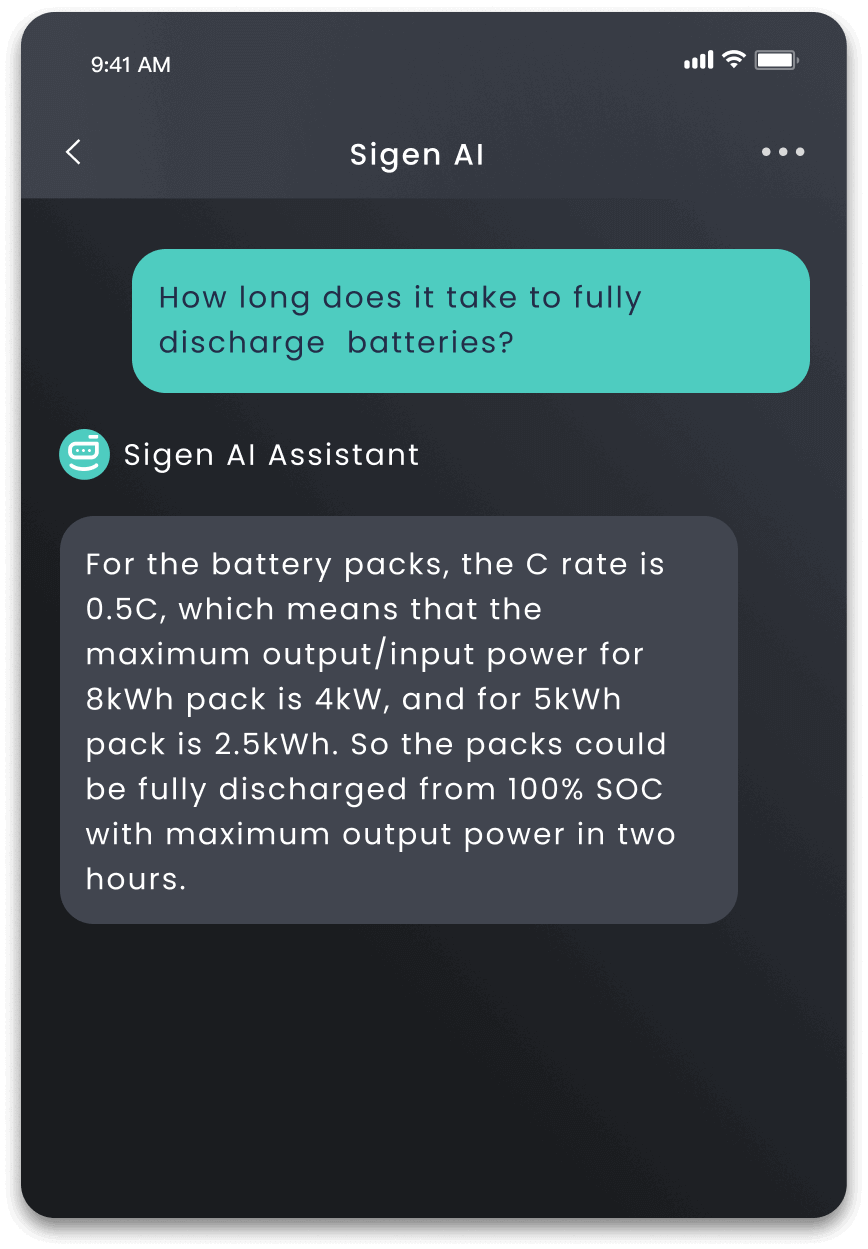 9:41 AM
Sigen AI
How long does it take to fully
discharge  batteries?
Sigen AI Assistant
For the battery packs, the C rate is
0.5C, which means that the
maximum output/input power for
8kWh pack is 4kW, and for 5kWh
pack is 2.5kWh. So the packs could
be fully discharged from 100% SOC
with maximum output power in two
hours.